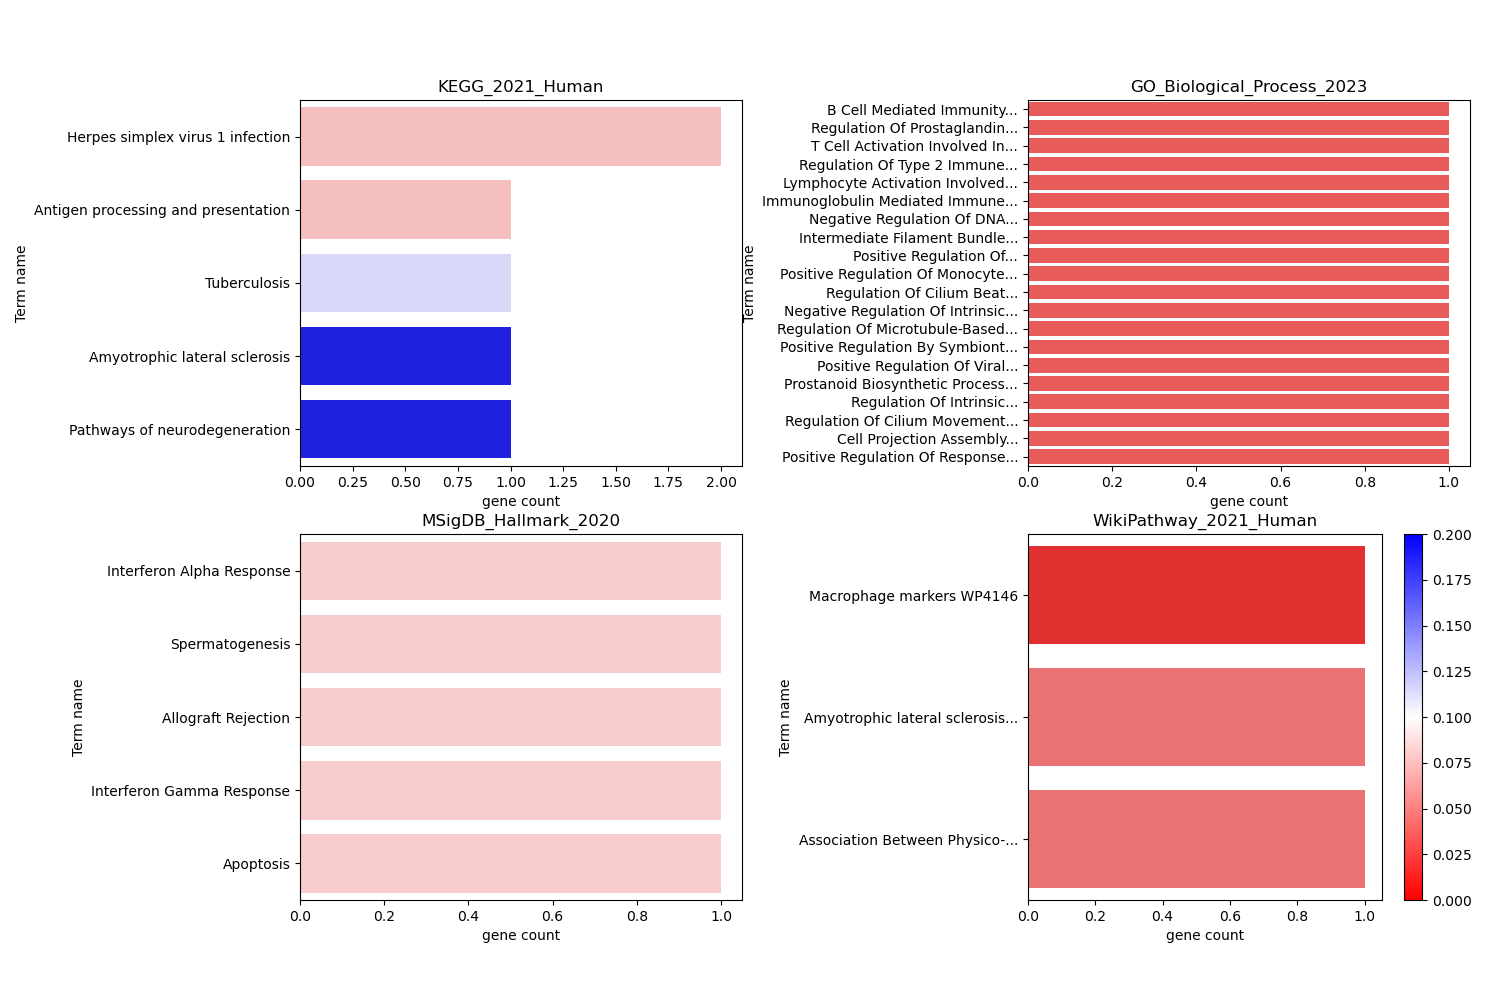 KEGG_2021_Human
Term name
Herpes simplex virus 1 infection
Antigen processing and presentation
Tuberculosis
Amyotrophic lateral sclerosis
Pathways of neurodegeneration
0.00 0.25 0.50 0.75 1.00 1.25 1.50 1.75 2.00
gene count
GO_Biological_Process_2023
Term name
B Cell Mediated Immunity...
Regulation Of Prostaglandin...
T Cell Activation Involved In...
Regulation Of Type 2 Immune...
Lymphocyte Activation Involved...
Immunoglobulin Mediated Immune...
Negative Regulation Of DNA...
Intermediate Filament Bundle...
Positive Regulation Of...
Positive Regulation Of Monocyte...
Regulation Of Cilium Beat...
Negative Regulation Of Intrinsic...
Regulation Of Microtubule-Based...
Positive Regulation By Symbiont...
Positive Regulation Of Viral...
Prostanoid Biosynthetic Process...
Regulation Of Intrinsic...
Regulation Of Cilium Movement...
Cell Projection Assembly...
Positive Regulation Of Response...
0.0 0.2 0.4 0.6 0.8 1.0
gene count
MSigDB_Hallmark_2020
Term name
Interferon Alpha Response
Spermatogenesis
Allograft Rejection
Interferon Gamma Response
Apoptosis
0.0 0.2 0.4 0.6 0.8 1.0
gene count
WikiPathway_2021_Human
Term name
Macrophage markers WP4146
Amyotrophic lateral sclerosis...
Association Between Physico-...
0.0 0.2 0.4 0.6 0.8 1.0
gene count
0.200
0.175
0.150
0.125
0.100
0.075
0.050
0.025
0.000